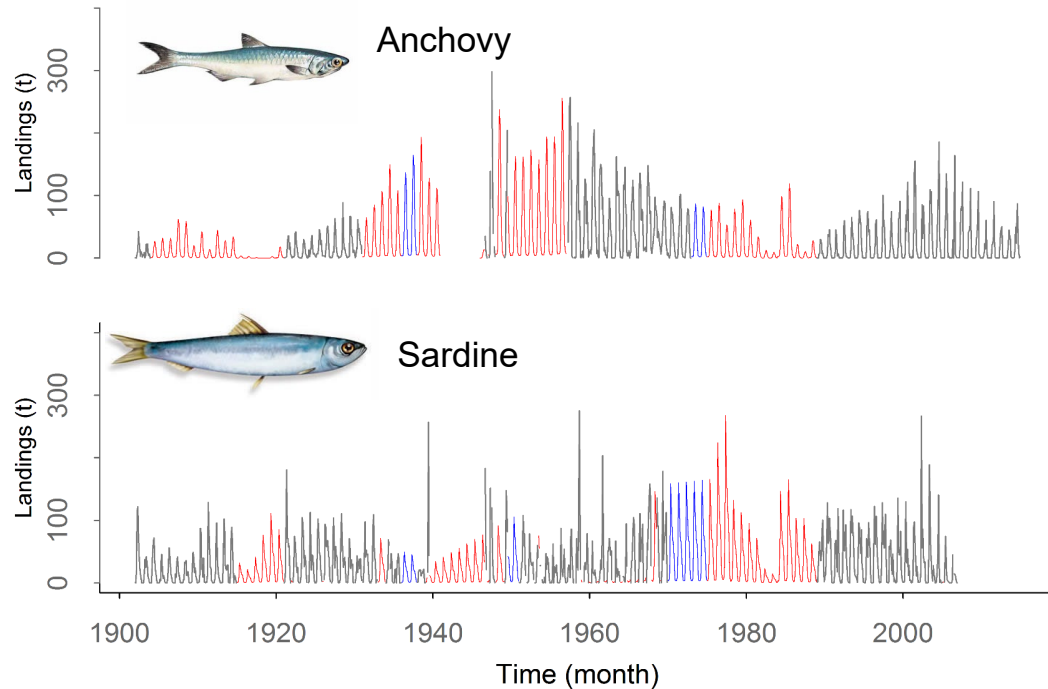 Anchovy
Landings (t)
300
100
0
Sardine
Landings (t)
300
100
0
1900 1920 1940 1960 1980 2000
Time (month)